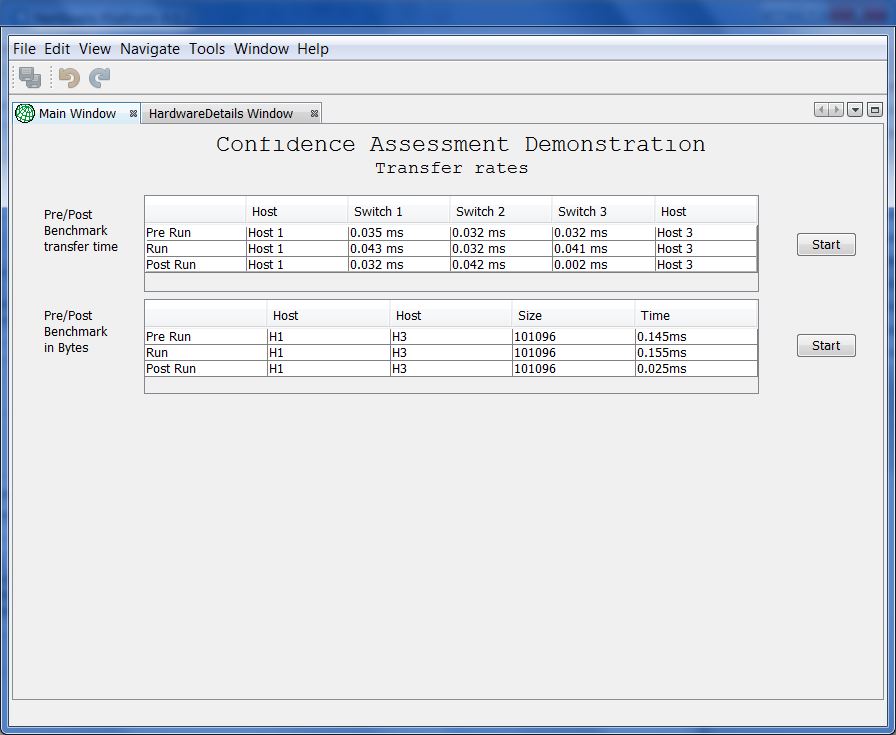 File Edit View Navigate Tools Window Help
Main Window HardwareDetails Window
Confidence Assessment Demonstration
Transfer rates
Pre/Post
Benchmark
transfer time
Host Switch 1 Switch 2 Switch 3 Host
Pre Run Host 1 0.035 ms 0.032 ms 0.032 ms Host 3
Run Host 1 0.043 ms 0.032 ms 0.041 ms Host 3
Post Run Host 1 0.032 ms 0.042 ms 0.002 ms Host 3
Start
Pre/Post
Benchmark
in Bytes
Host Host Size Time
Pre Run H1 H3 101096 0.145ms
Run H1 H3 101096 0.155ms
Post Run H1 H3 101096 0.025ms
Start